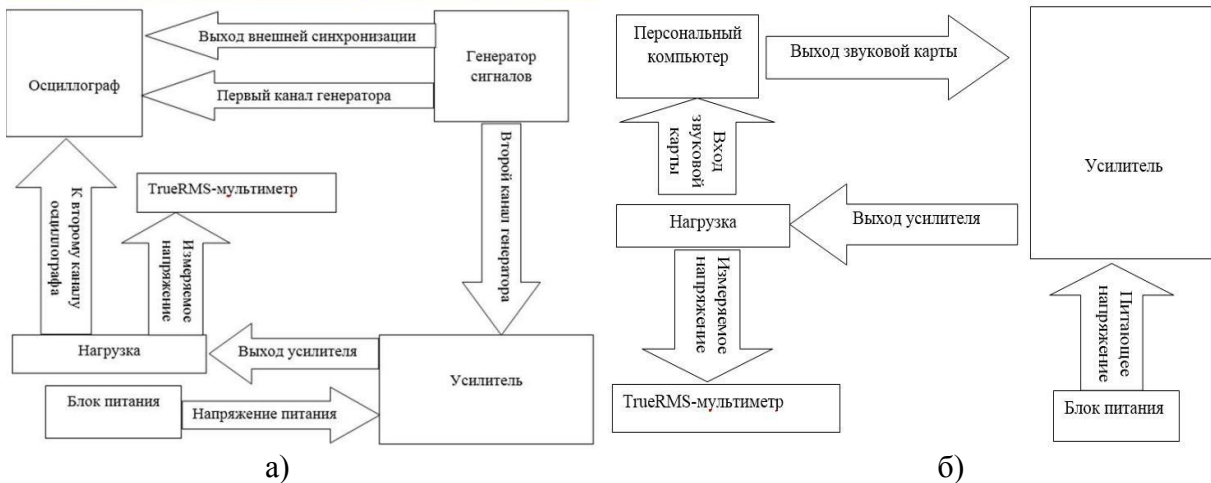 Выход внешней синхронизации
Генератор
сигналов
Осциллограф
Первый канал генератора
Второй канал генератора
К второму каналу
осциллографа
TrueRMS-мультиметр
Измеряемое
напряжение
Нагрузка
Выход усилителя
Усилитель
Блок питания
Напряжение питания
а)
Персональный
компьютер
Выход звуковой карты
Вход
звуковой
карты
Усилитель
Нагрузка
Выход усилителя
Измеряемое
напряжение
Питающее
напряжение
TrueRMS-мультиметр
Блок питания
б)